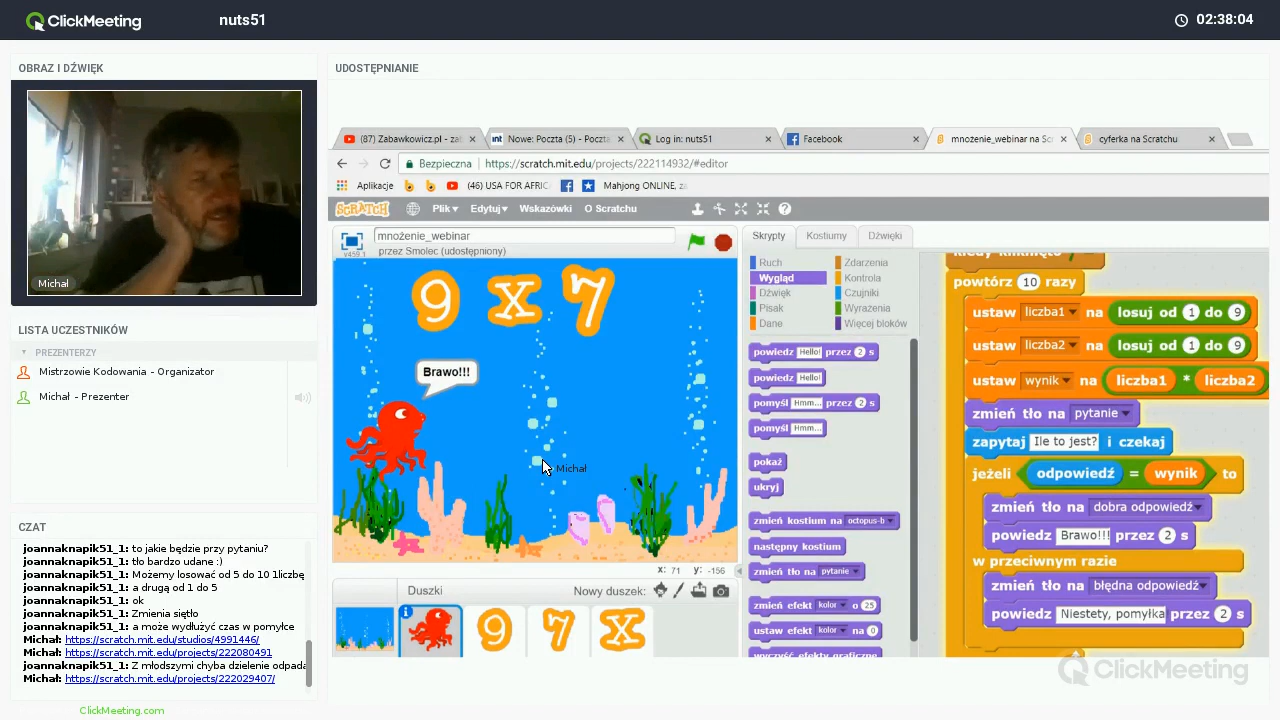 ClickMeeting
nuts51
02:38:04
OBRAZ I DŹWIĘK
Michał
LISTA UCZESTNIKÓW
PREZENTERZY
Mistrzowie Kodowania - Organizator
Michał - Prezenter
CZAT
joannaknapik51_1: to jakie będzie przy pytaniu?
joannaknapik51_1: tło bardzo udane :)
joannaknapik51_1: Możemy losować od 5 do 10 1liczbę
joannaknapik51_1: a drugą od 1 do 5
joannaknapik51_1: ok
joannaknapik51_1: Zmienia siętło
joannaknapik51_1: a może wydłużyć czas w pomyłce
Michał: https://scratch.mit.edu/studios/4991446/
Michał: https://scratch.mit.edu/projects/222080491
joannaknapik51_1: Z młodszymi chyba dzielenie odpada
Michał: https://scratch.mit.edu/projects/222029407/
ClickMeeting.com
UDOSTĘPNIANIE
(87) Zabawkowicz.pl - za
Nowe: Poczta (5) - Poczta
Log in: nuts51
Facebook
mnożenie_webinar na Sc
cyferka na Scratchu
Bezpieczna
https://scratch.mit.edu/projects/222114932/#editor
Aplikacje
(46) USA FOR AFRIC
Mahjong ONLINE, za
SCRATCH
Plik
Edytuj
Wskazówki
O Scratchu
v459.1
mnożenie_webinar
przez Smolec (udostępniony)
9 x 7
Brawo!!!
Michał
x: 71 y: -156
Duszki
Nowy duszek:
9
7
X
Skrypty
Kostiumy
Dźwięki
Ruch
Zdarzenia
Wygląd
Kontrola
Dźwięk
Czujniki
Pisak
Wyrażenia
Dane
Więcej bloków
powiedz Hello! przez 2 s
powiedz Hello!
pomyśl Hmm... przez 2 s
pomyśl Hmm...
pokaż
ukryj
zmień kostium na octopus-b
następny kostium
zmień tło na pytanie
zmień efekt kolor o 25
ustaw efekt kolor na 0
wyczyść efekty graficzne
kiedy kliknięto
powtórz 10 razy
ustaw liczba1 na losuj od 1 do 9
ustaw liczba2 na losuj od 1 do 9
ustaw wynik na liczba1 * liczba2
zmień tło na pytanie
zapytaj Ile to jest? i czekaj
jeżeli odpowiedź = wynik to
zmień tło na dobra odpowiedź
powiedz Brawo!!! przez 2 s
w przeciwnym razie
zmień tło na błędna odpowiedź
powiedz Niestety, pomyłka przez 2 s
ClickMeeting